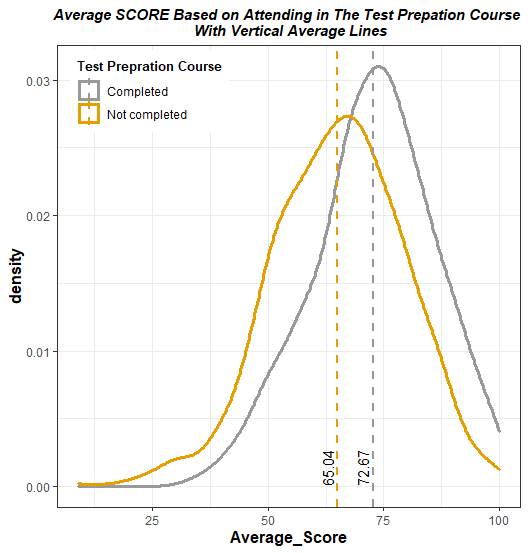 Average SCORE Based on Attending in The Test Prepation Course
With Vertical Average Lines
Test Prepration Course
Completed
Not completed
0.03
0.02
0.01
0.00
density
65.04
72.67
25
50
75
100
Average_Score